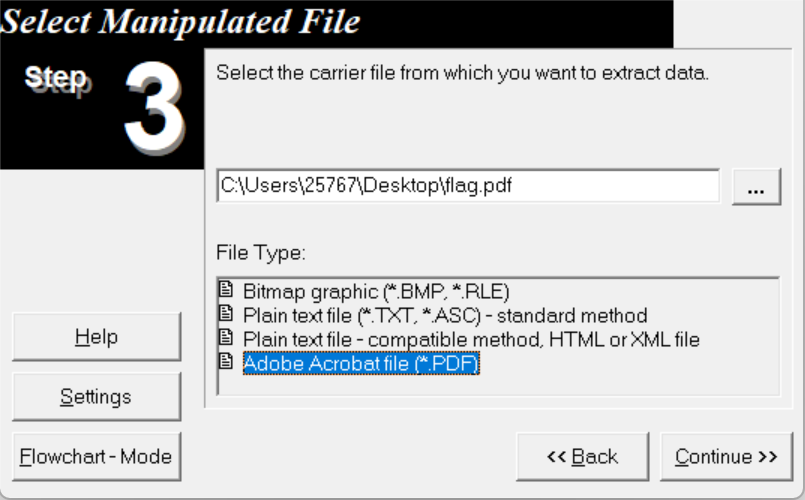 Select Manipulated File
Step 3
Select the carrier file from which you want to extract data.
C:\Users\25767\Desktop\flag.pdf
...
File Type:
Bitmap graphic (*.BMP, *.RLE)
Plain text file (*.TXT, *.ASC) - standard method
Plain text file - compatible method, HTML or XML file
Adobe Acrobat file (*.PDF)
Help
Settings
Flowchart - Mode
<< Back
Continue >>